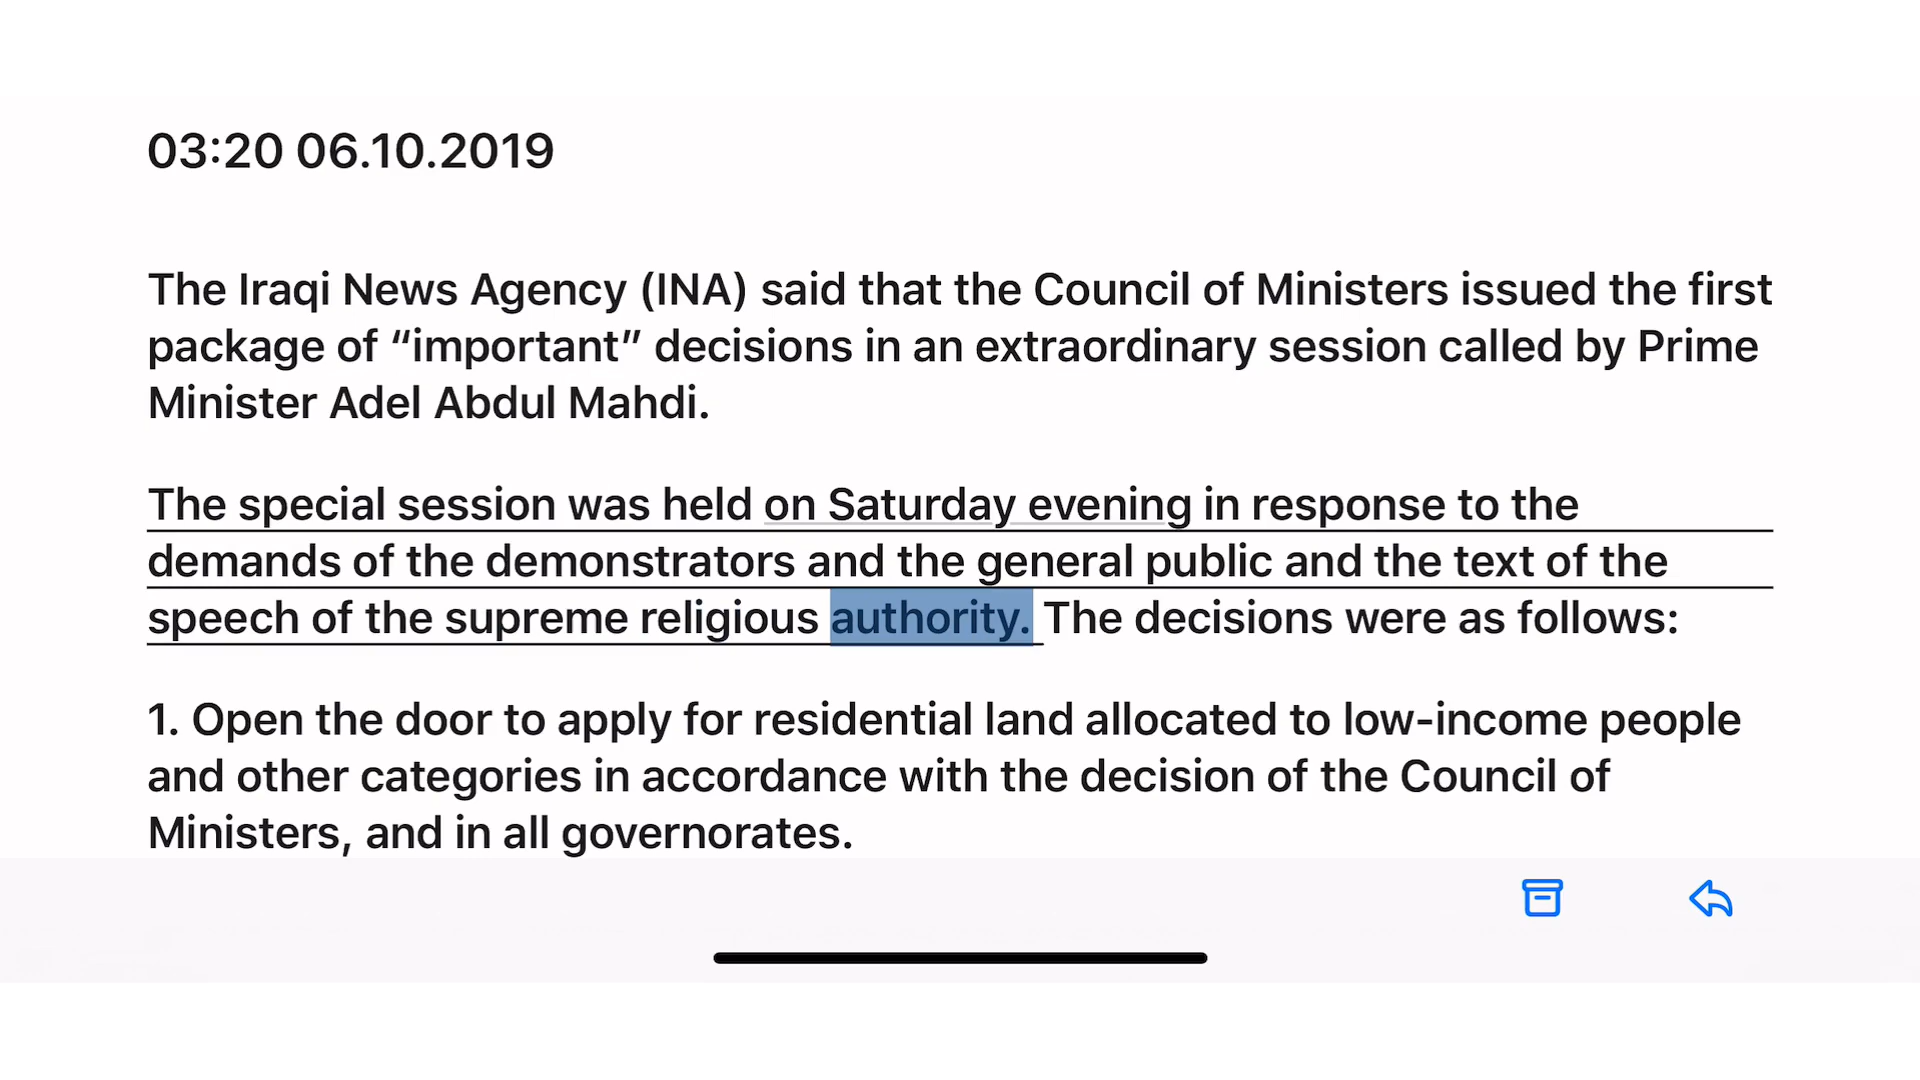 03:20 06.10.2019
The Iraqi News Agency (INA) said that the Council of Ministers issued the first
package of “important” decisions in an extraordinary session called by Prime
Minister Adel Abdul Mahdi.
The special session was held on Saturday evening in response to the
demands of the demonstrators and the general public and the text of the
speech of the supreme religious authority. The decisions were as follows:
1. Open the door to apply for residential land allocated to low-income people
and other categories in accordance with the decision of the Council of
Ministers, and in all governorates.